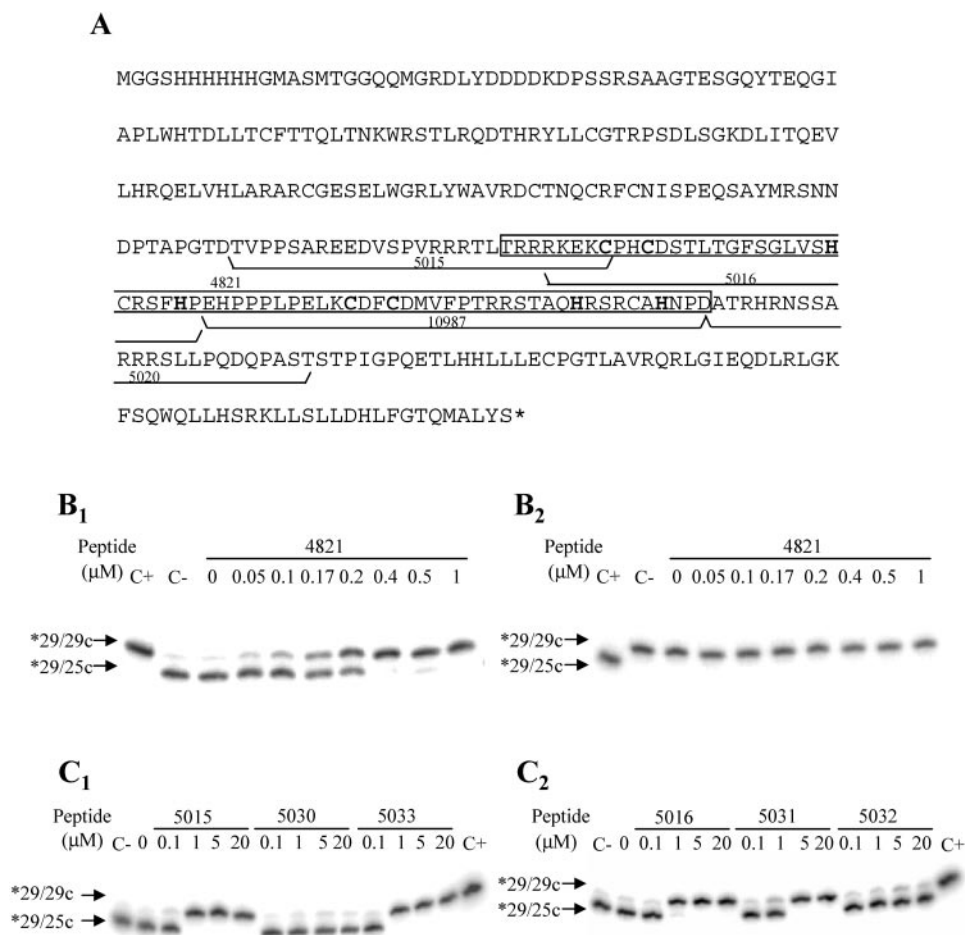 A
MGGSHHHHHHGMASMTGGQQMGRDLYDDDDKDPSSRSAAGTESGQYTEQGI
APLWHTDLLTCFTTQLTNKWRSTLRQDTHRYLLCGTRPSDLSGKDLITQEV
LHRQELVHLARARCGESELWGRLYWAVRDCTNQCRFCNISPEQSAYMRSNN
DPTAPGTDTVPPSAREEDVSPVRRRTLTRRRKEKCPHCDSTLTGFSGLVSH
5015
4821
5016
CRSFHPEHPPPLPELKCDFCDMVFPTRRSTAQHRSRCAHNPDATRHRNSSA
10987
RRRSLLPQDQPASTSTPIGPQETLHHLLLECPGTLAVRQRLGIEQDLRLGK
5020
FSQWQLLHSRKLLSLLDHLFGTQMALYS*
B1
Peptide 4821
(µM) C+ C- 0 0.05 0.1 0.17 0.2 0.4 0.5 1
*29/29c
*29/25c
B2
Peptide 4821
(µM) C+ C- 0 0.05 0.1 0.17 0.2 0.4 0.5 1
*29/29c
*29/25c
C1
Peptide 5015 5030 5033
(µM) C- 0 0.1 1 5 20 0.1 1 5 20 0.1 1 5 20 C+
*29/29c
*29/25c
C2
Peptide 5016 5031 5032
(µM) C- 0 0.1 1 5 20 0.1 1 5 20 0.1 1 5 20 C+
*29/29c
*29/25c